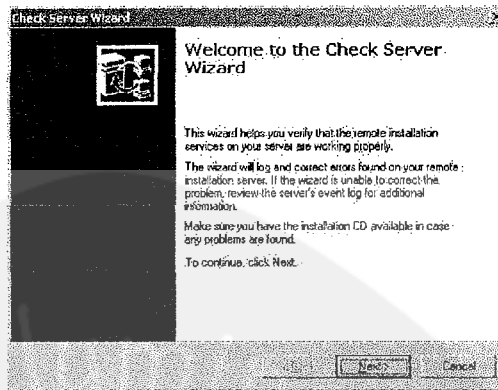 Check Server Wizard
Welcome to the Check Server
Wizard
This wizard helps you verify that the remote installation
services on your server are working properly.
The wizard will log and correct errors found on your remote
installation server. If the wizard is unable to correct the
problem, review the server's event log for additional
information.
Make sure you have the installation CD available in case
any problems are found.
To continue, click Next.
Next > Cancel